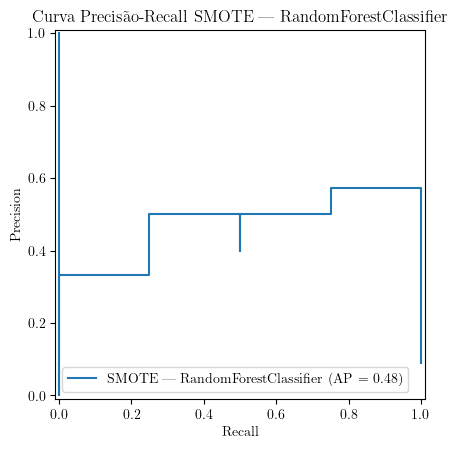 Curva Precisão-Recall SMOTE — RandomForestClassifier
1.0
0.8
0.6
0.4
0.2
0.0
Precision
SMOTE — RandomForestClassifier (AP = 0.48)
0.0 0.2 0.4 0.6 0.8 1.0
Recall